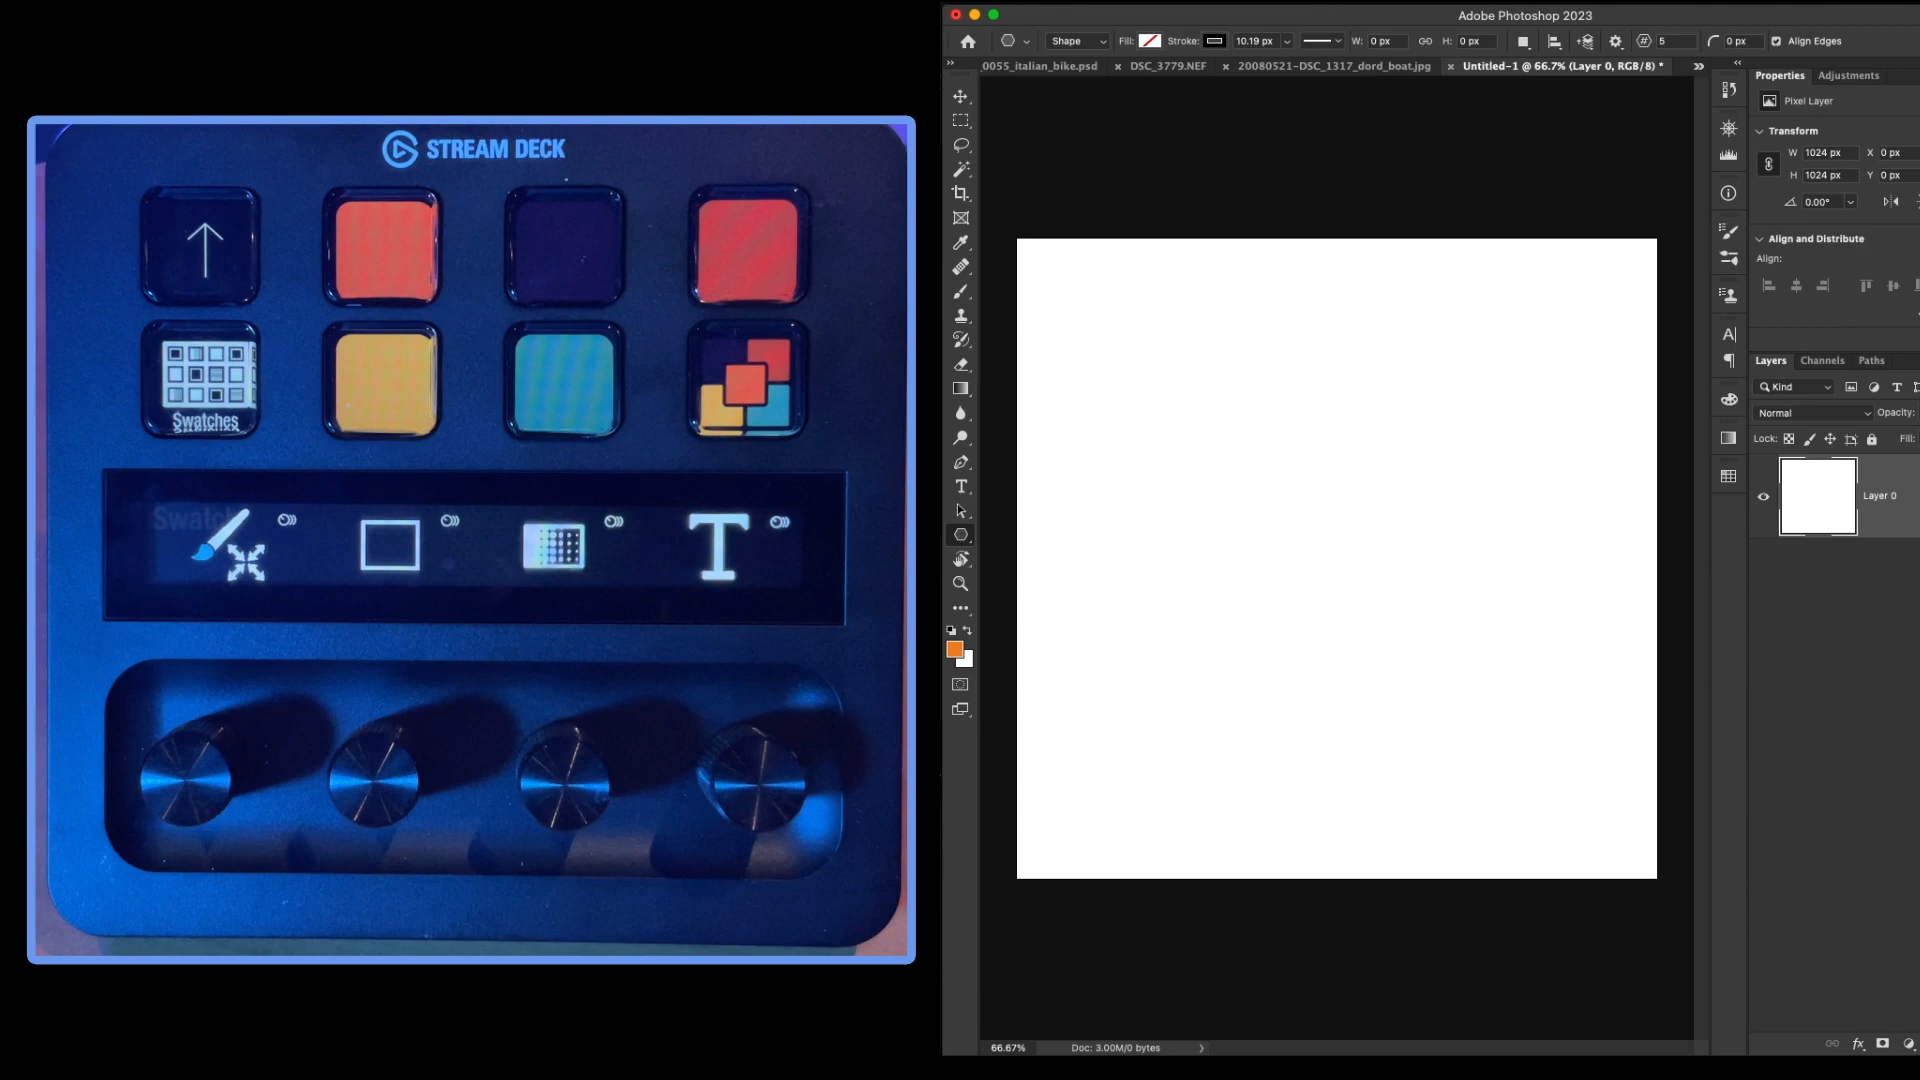 STREAM DECK
Swatches
Adobe Photoshop 2023
Shape
Fill:
Stroke:
10.19 px
W: 0 px
H: 0 px
5
0 px
Align Edges
_0055_italian_bike.psd
DSC_3779.NEF
20080521-DSC_1317_dord_boat.jpg
Untitled-1 @ 66.7% (Layer 0, RGB/8) *
Properties
Adjustments
Pixel Layer
Transform
W 1024 px X 0 px
H 1024 px Y 0 px
0.00°
Align and Distribute
Align:
Layers
Channels
Paths
Kind
Normal
Opacity:
Lock:
Fill:
Layer 0
66.67%
Doc: 3.00M/0 bytes